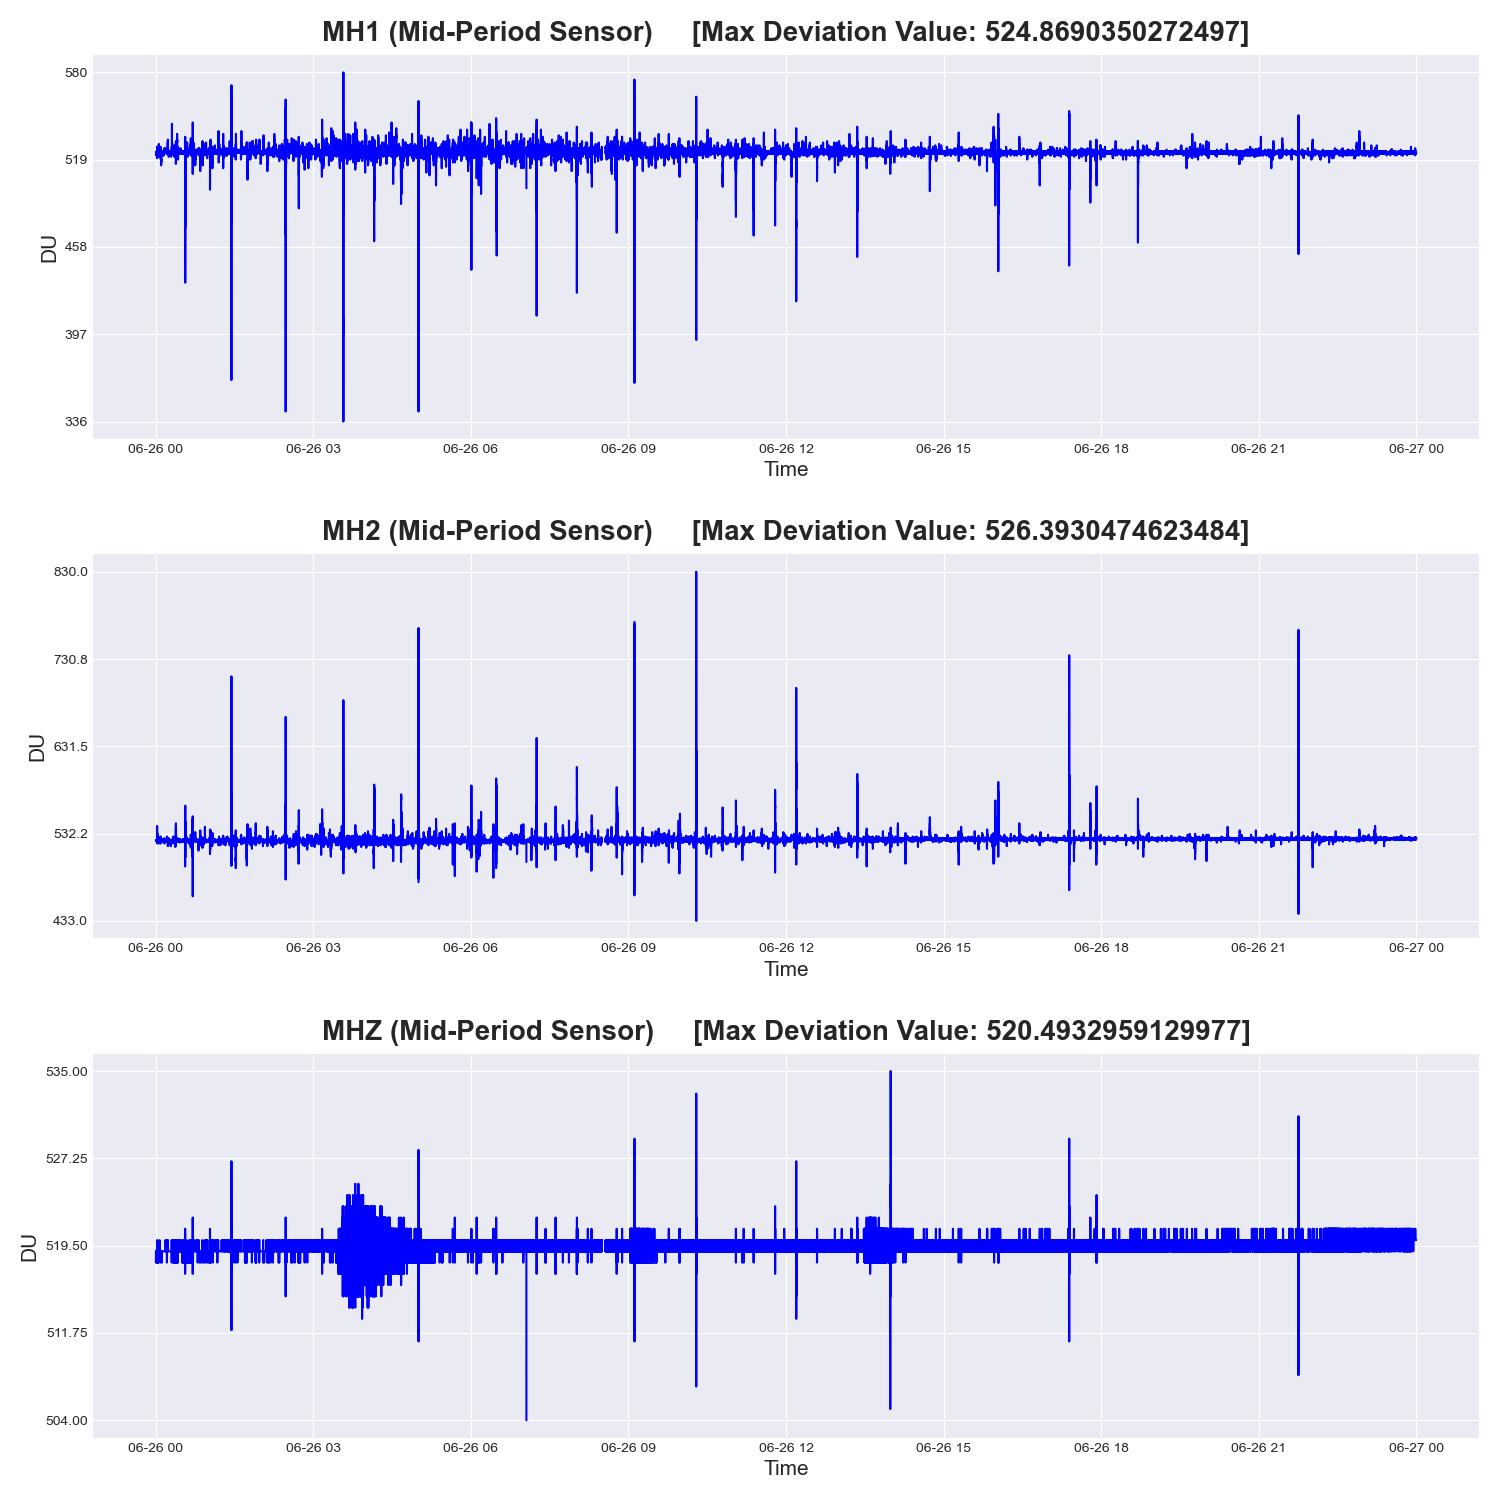 MH1 (Mid-Period Sensor) [Max Deviation Value: 524.8690350272497]
580
519
458
397
336
DU
06-26 00 06-26 03 06-26 06 06-26 09 06-26 12 06-26 15 06-26 18 06-26 21 06-27 00
Time
MH2 (Mid-Period Sensor) [Max Deviation Value: 526.3930474623484]
830.0
730.8
631.5
532.2
433.0
DU
06-26 00 06-26 03 06-26 06 06-26 09 06-26 12 06-26 15 06-26 18 06-26 21 06-27 00
Time
MHZ (Mid-Period Sensor) [Max Deviation Value: 520.4932959129977]
535.00
527.25
519.50
511.75
504.00
DU
06-26 00 06-26 03 06-26 06 06-26 09 06-26 12 06-26 15 06-26 18 06-26 21 06-27 00
Time